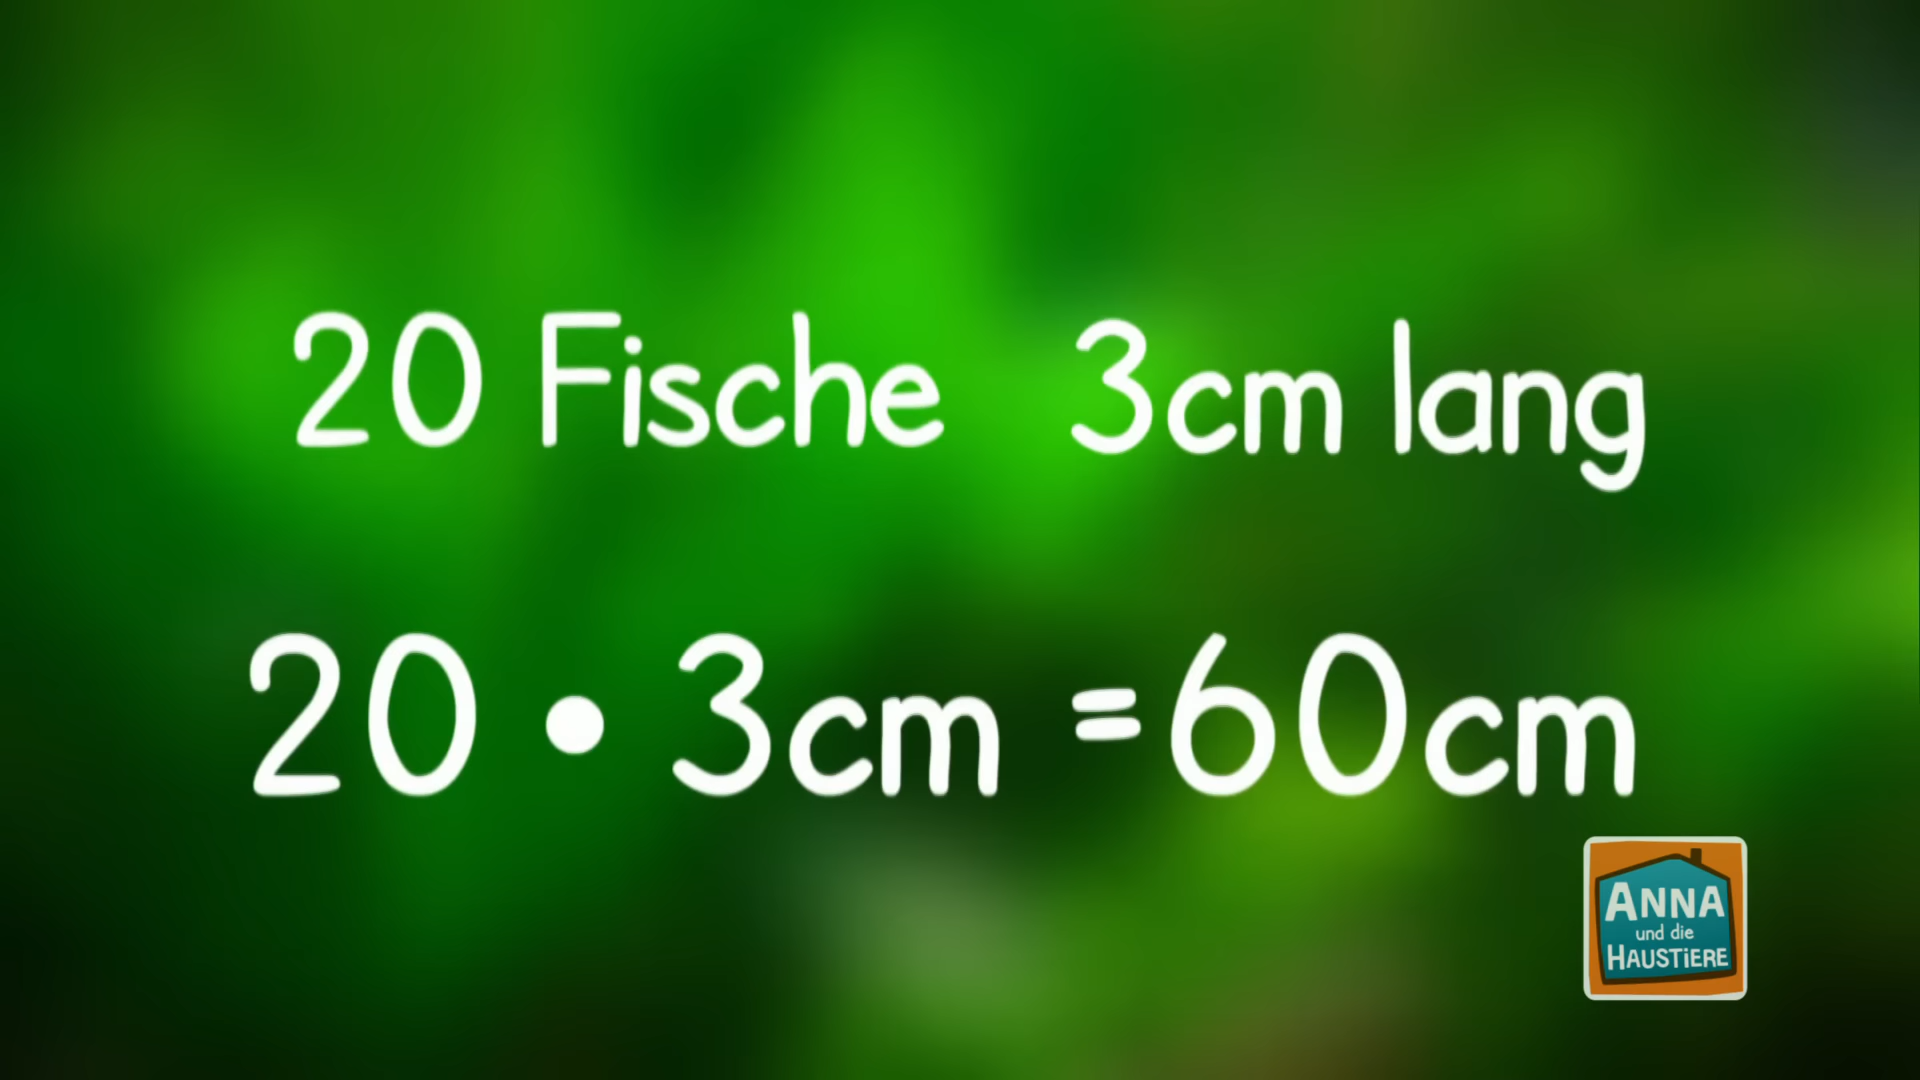 20 Fische 3cm lang
20 • 3cm =60cm
ANNA
und die
HAUSTiERE